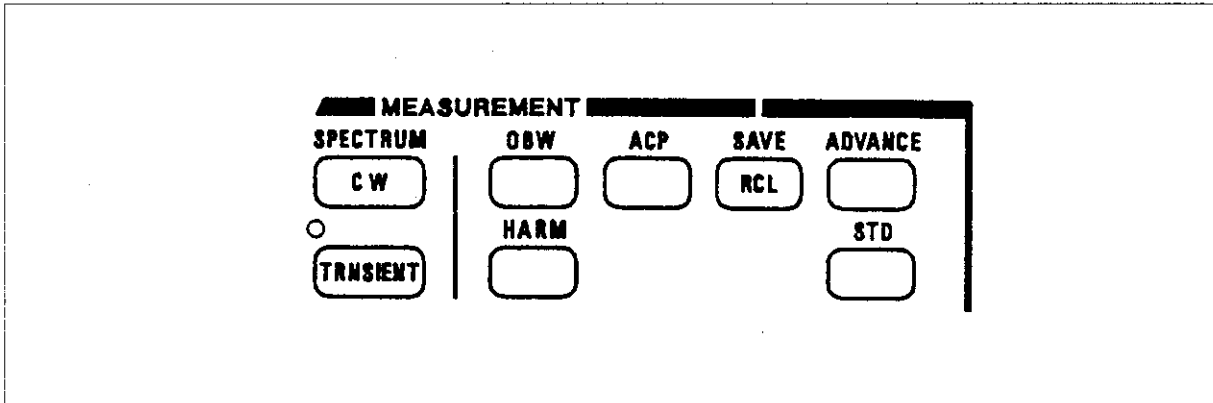 MEASUREMENT
SPECTRUM OBW ACP SAVE ADVANCE
CW RCL
HARM STD
TRNSIENT